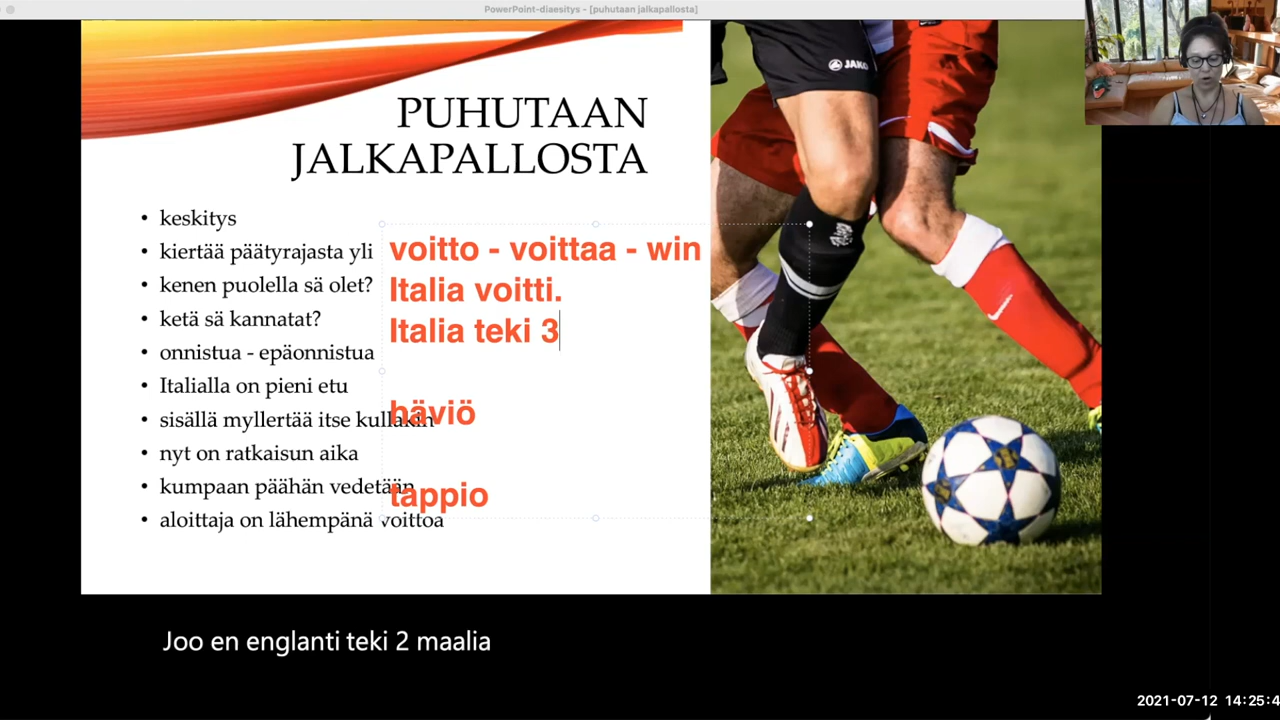 PowerPoint-diaesitys - [puhutaan jalkapallosta]
PUHUTAAN
JALKAPALLOSTA
• keskitys
• kiertää päätyrajasta yli
• kenen puolella sä olet?
• ketä sä kannatat?
• onnistua - epäonnistua
• Italialla on pieni etu
• sisällä myllertää itse kullakin
• nyt on ratkaisun aika
• kumpaan päähän vedetään
• aloittaja on lähempänä voittoa
voitto - voittaa - win
Italia voitti.
Italia teki 3
häviö
tappio
JAKO
Joo en englanti teki 2 maalia
2021-07-12 14:25:4